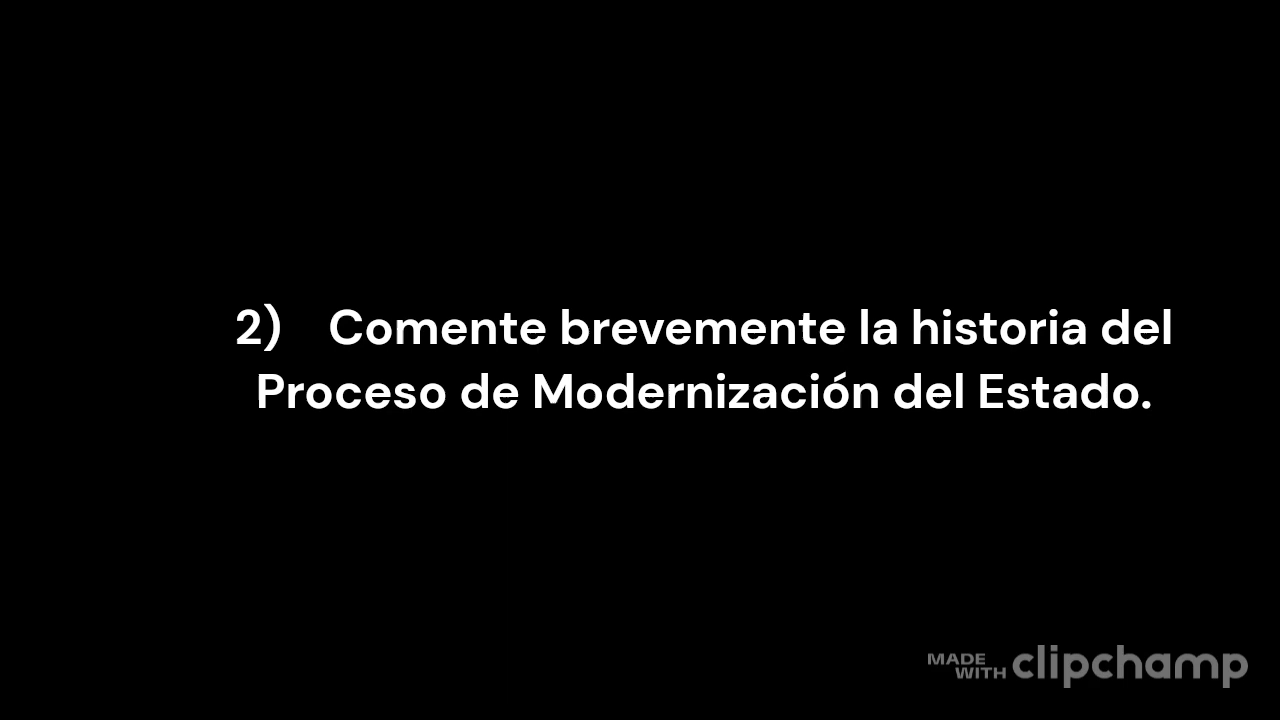 2) Comente brevemente la historia del
Proceso de Modernización del Estado.
MADE
WITH clipchamp